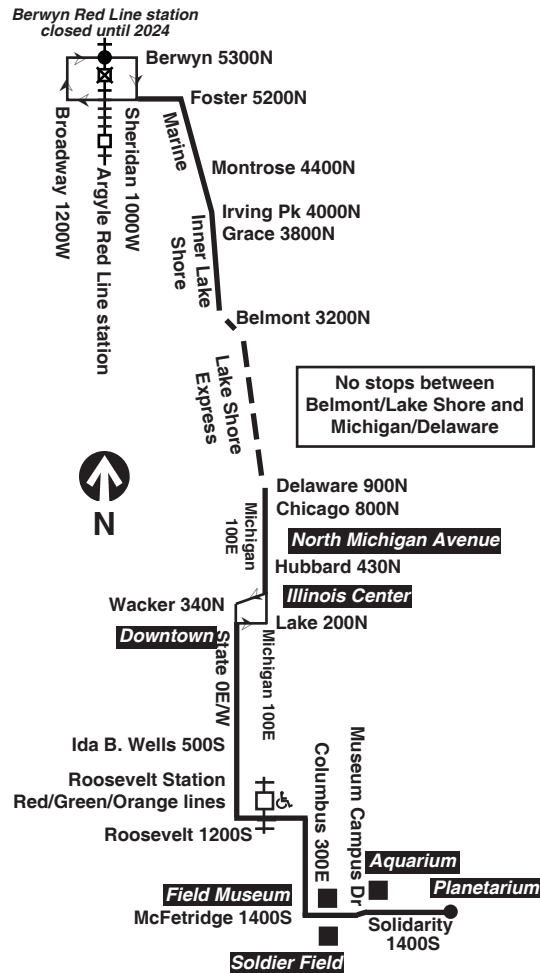 Berwyn Red Line station
closed until 2024
Berwyn 5300N
Foster 5200N
Broadway 1200W
Argyle Red Line station
Sheridan 1000W
Marine
Montrose 4400N
Irving Pk 4000N
Grace 3800N
Inner Lake
Shore
Belmont 3200N
Lake Shore
Express
No stops between
Belmont/Lake Shore and
Michigan/Delaware
N
Delaware 900N
Chicago 800N
Michigan
100E
North Michigan Avenue
Hubbard 430N
Illinois Center
Wacker 340N
Lake 200N
Downtown
State 0E/W
Michigan 100E
Ida B. Wells 500S
Roosevelt Station
Red/Green/Orange lines
Roosevelt 1200S
Columbus 300E
Museum Campus Dr
Aquarium
Field Museum
Planetarium
McFetridge 1400S
Solidarity
1400S
Soldier Field